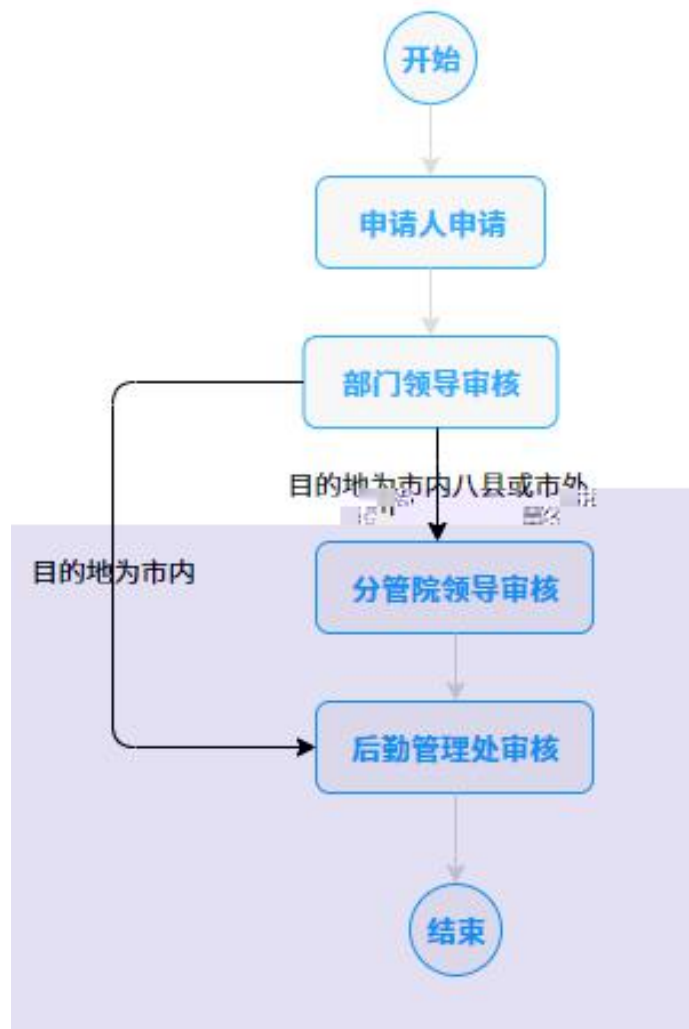 开始
申请人申请
部门领导审核
目的地为市内八县或市外
目的地为市内
分管院领导审核
后勤管理处审核
结束